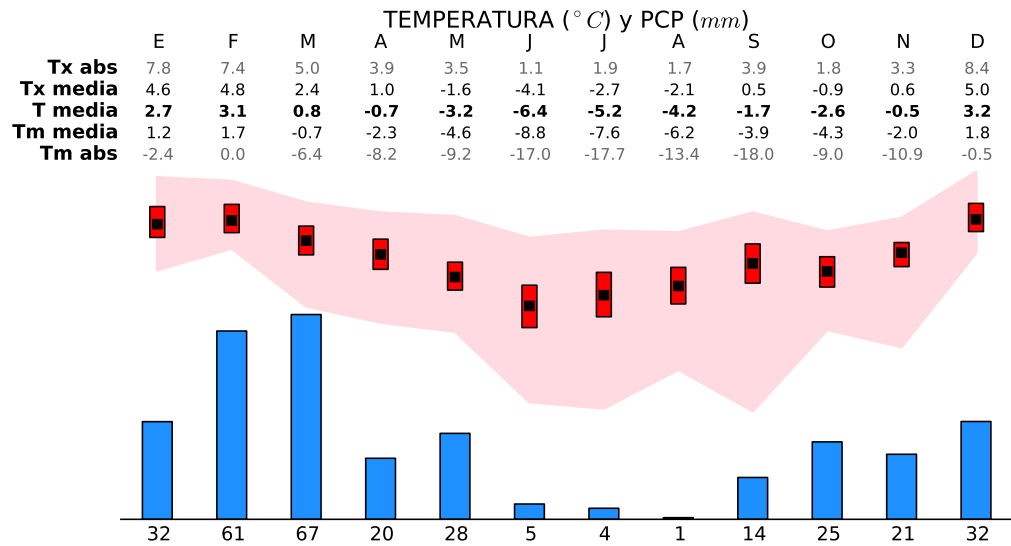 TEMPERATURA (°C) y PCP (mm)
E F M A M J J A S O N D
Tx abs 7.8 7.4 5.0 3.9 3.5 1.1 1.9 1.7 3.9 1.8 3.3 8.4
Tx media 4.6 4.8 2.4 1.0 -1.6 -4.1 -2.7 -2.1 0.5 -0.9 0.6 5.0
T media 2.7 3.1 0.8 -0.7 -3.2 -6.4 -5.2 -4.2 -1.7 -2.6 -0.5 3.2
Tm media 1.2 1.7 -0.7 -2.3 -4.6 -8.8 -7.6 -6.2 -3.9 -4.3 -2.0 1.8
Tm abs -2.4 0.0 -6.4 -8.2 -9.2 -17.0 -17.7 -13.4 -18.0 -9.0 -10.9 -0.5
32 61 67 20 28 5 4 1 14 25 21 32